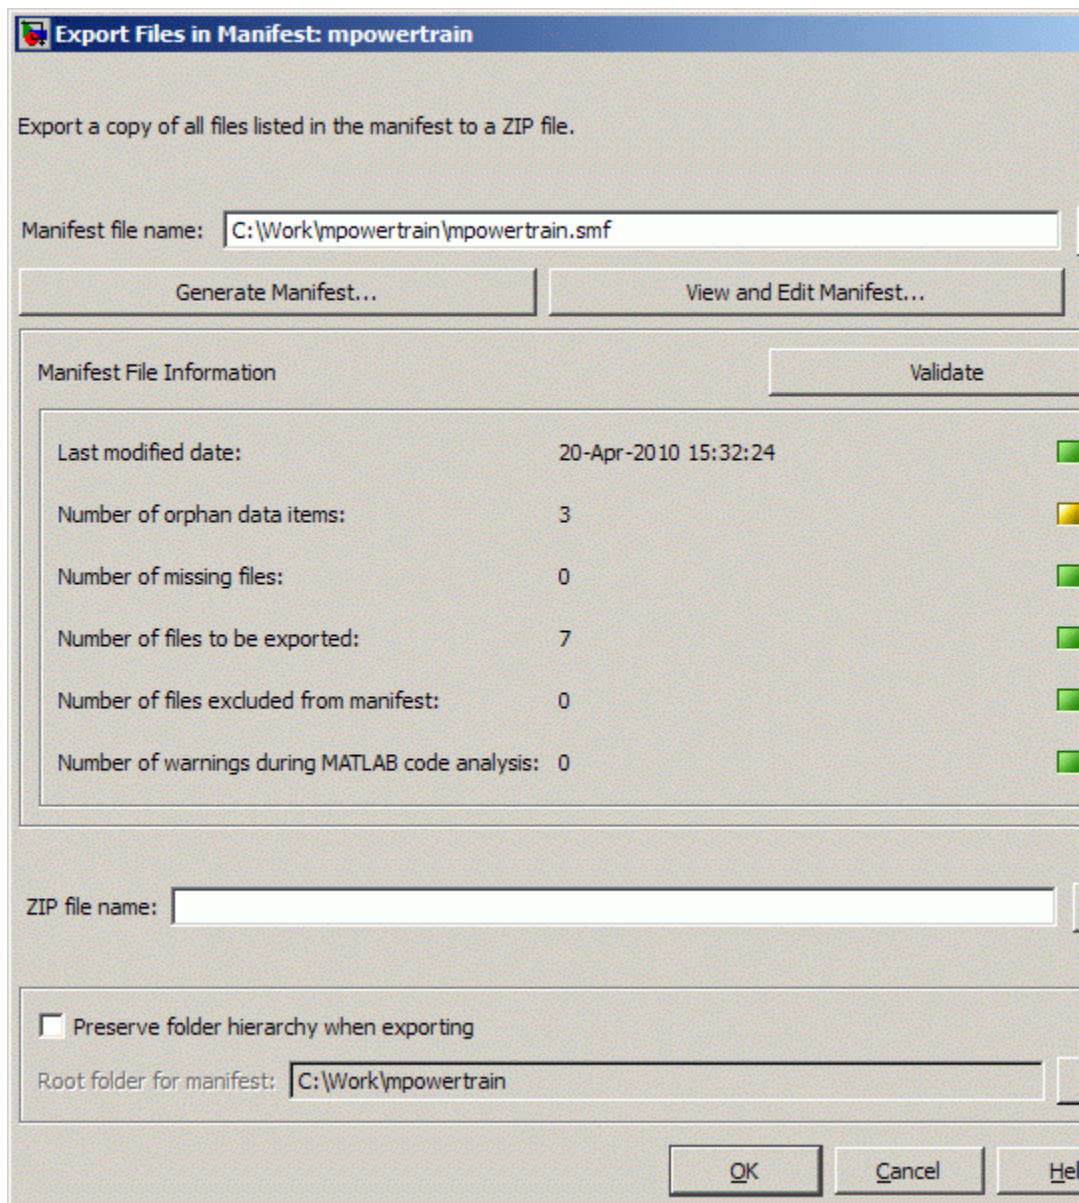 Export Files in Manifest: mpowertrain
Export a copy of all files listed in the manifest to a ZIP file.
Manifest file name: C:\Work\mpowertrain\mpowertrain.smf
Generate Manifest... View and Edit Manifest...
Manifest File Information Validate
Last modified date: 20-Apr-2010 15:32:24
Number of orphan data items: 3
Number of missing files: 0
Number of files to be exported: 7
Number of files excluded from manifest: 0
Number of warnings during MATLAB code analysis: 0
ZIP file name:
Preserve folder hierarchy when exporting
Root folder for manifest: C:\Work\mpowertrain
OK Cancel Hel